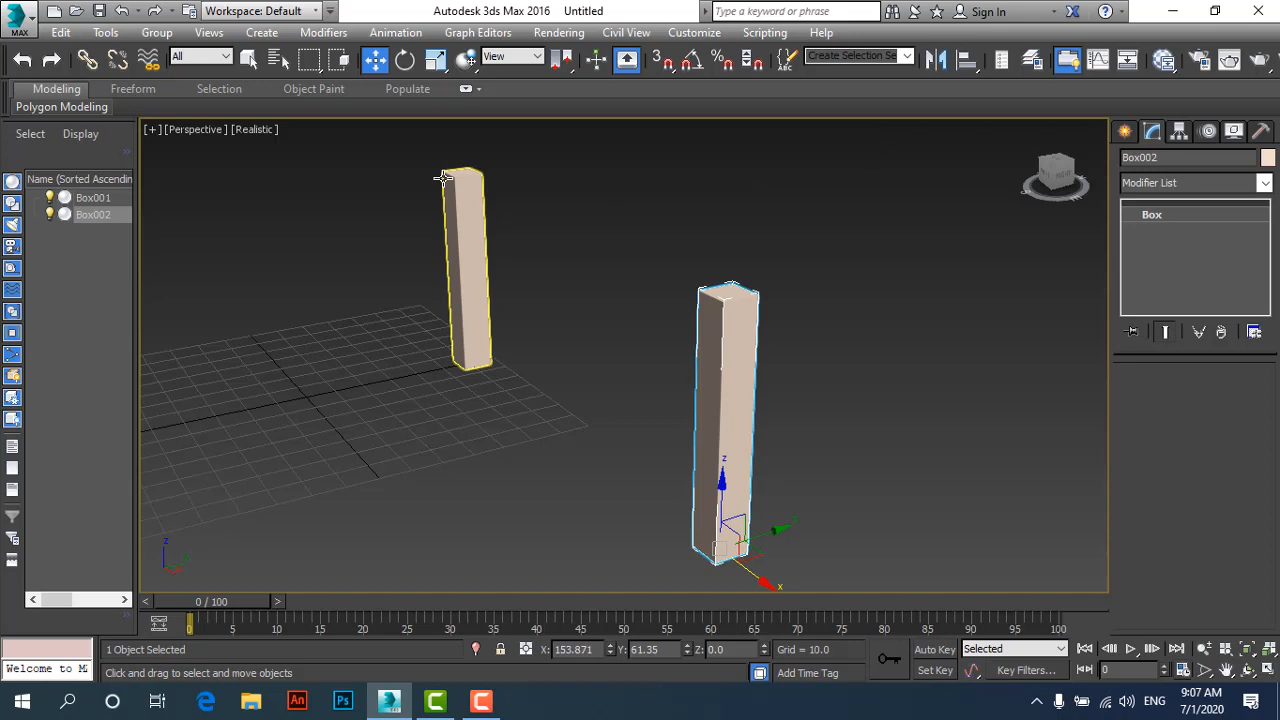 MAX
Workspace: Default
Autodesk 3ds Max 2016 Untitled
Type a keyword or phrase
Sign In
Edit Tools Group Views Create Modifiers Animation Graph Editors Rendering Civil View Customize Scripting Help
All
View
3
Create Selection Se
Modeling Freeform Selection Object Paint Populate
Polygon Modeling
Select Display
Name (Sorted Ascending
Box001
Box002
[+] [Perspective] [Realistic]
z
x
z
Box002
Modifier List
Box
0 / 100
0 5 10 15 20 25 30 35 40 45 50 55 60 65 70 75 80 85 90 95 100
1 Object Selected
X: 153.871 Y: 61.35 Z: 0.0 Grid = 10.0
Auto Key Selected
Welcome to M
Click and drag to select and move objects
Add Time Tag
Set Key Key Filters... 0
An Ps
ENG
9:07 AM
7/1/2020